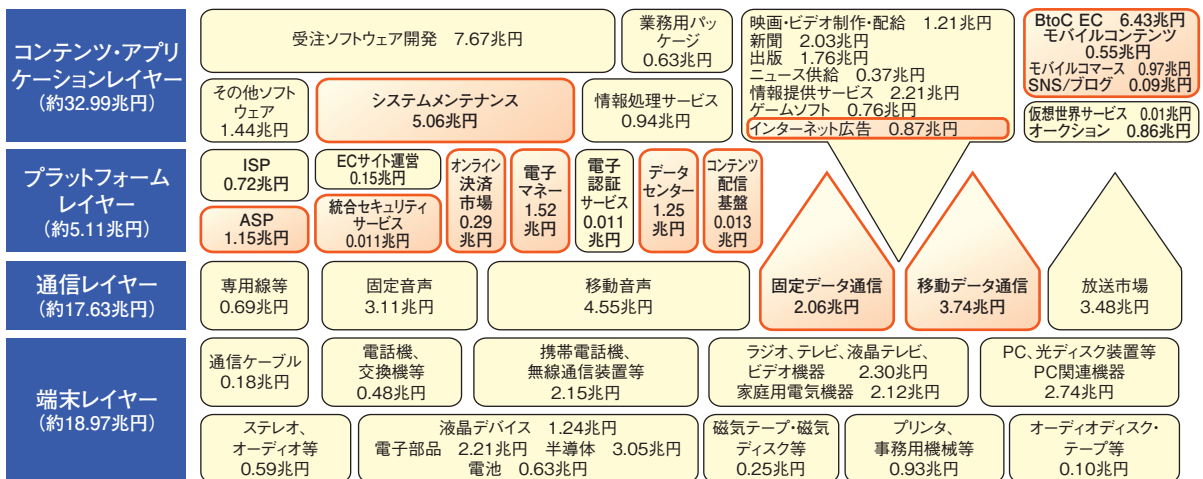 コンテンツ・アプリ
ケーションレイヤー
(約32.99兆円)
受注ソフトウェア開発 7.67兆円
業務用パッ
ケージ
0.63兆円
映画・ビデオ制作・配給 1.21兆円
新聞 2.03兆円
出版 1.76兆円
ニュース供給 0.37兆円
情報提供サービス 2.21兆円
ゲームソフト 0.76兆円
インターネット広告 0.87兆円
BtoC EC 6.43兆円
モバイルコンテンツ
0.55兆円
モバイルコマース 0.97兆円
SNS/ブログ 0.09兆円
その他ソフト
ウェア
1.44兆円
システムメンテナンス
5.06兆円
情報処理サービス
0.94兆円
仮想世界サービス 0.01兆円
オークション 0.86兆円
プラットフォーム
レイヤー
(約5.11兆円)
ISP
0.72兆円
ASP
1.15兆円
ECサイト運営
0.15兆円
統合セキュリティ
サービス
0.011兆円
オンライン
決済
市場
0.29
兆円
電子
マネー
1.52
兆円
電子
認証
サービス
0.011
兆円
データ
センター
1.25
兆円
コンテンツ
配信
基盤
0.013
兆円
通信レイヤー
(約17.63兆円)
専用線等
0.69兆円
固定音声
3.11兆円
移動音声
4.55兆円
固定データ通信
2.06兆円
移動データ通信
3.74兆円
放送市場
3.48兆円
端末レイヤー
(約18.97兆円)
通信ケーブル
0.18兆円
電話機、
交換機等
0.48兆円
携帯電話機、
無線通信装置等
2.15兆円
ラジオ、テレビ、液晶テレビ、
ビデオ機器 2.30兆円
家庭用電気機器 2.12兆円
PC、光ディスク装置等
PC関連機器
2.74兆円
ステレオ、
オーディオ等
0.59兆円
液晶デバイス 1.24兆円
電子部品 2.21兆円 半導体 3.05兆円
電池 0.63兆円
磁気テープ・磁気
ディスク等
0.25兆円
プリンタ、
事務用機械等
0.93兆円
オーディオディスク・
テープ等
0.10兆円